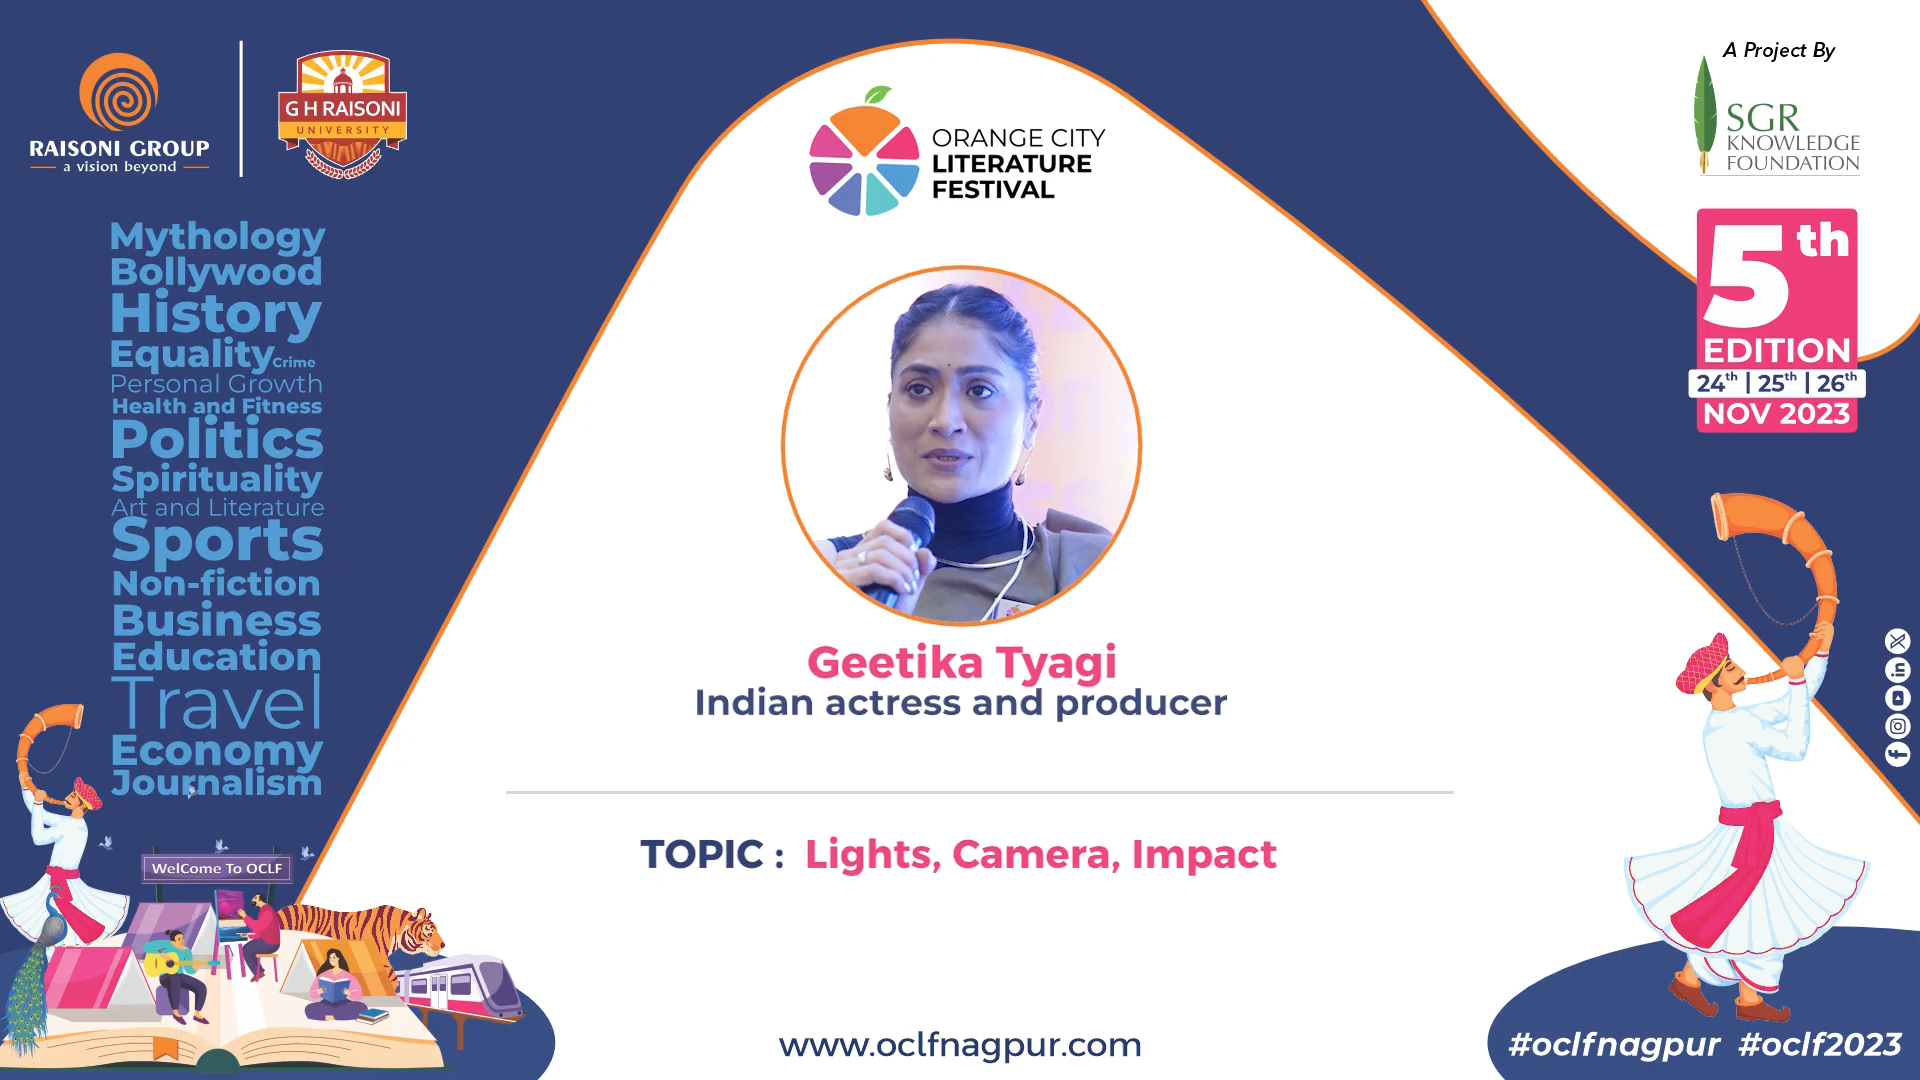 RAISONI GROUP
a vision beyond
G H RAISONI
UNIVERSITY
Mythology
Bollywood
History
Equality Crime
Personal Growth
Health and Fitness
Politics
Spirituality
Art and Literature
Sports
Non-fiction
Business
Education
Travel
Economy
Journalism
WelCome To OCLF
ORANGE CITY
LITERATURE
FESTIVAL
Geetika Tyagi
Indian actress and producer
TOPIC : Lights, Camera, Impact
www.oclfnagpur.com
A Project By
SGR
KNOWLEDGE
FOUNDATION
5th
EDITION
24th | 25th | 26th
NOV 2023
#oclfnagpur #oclf2023